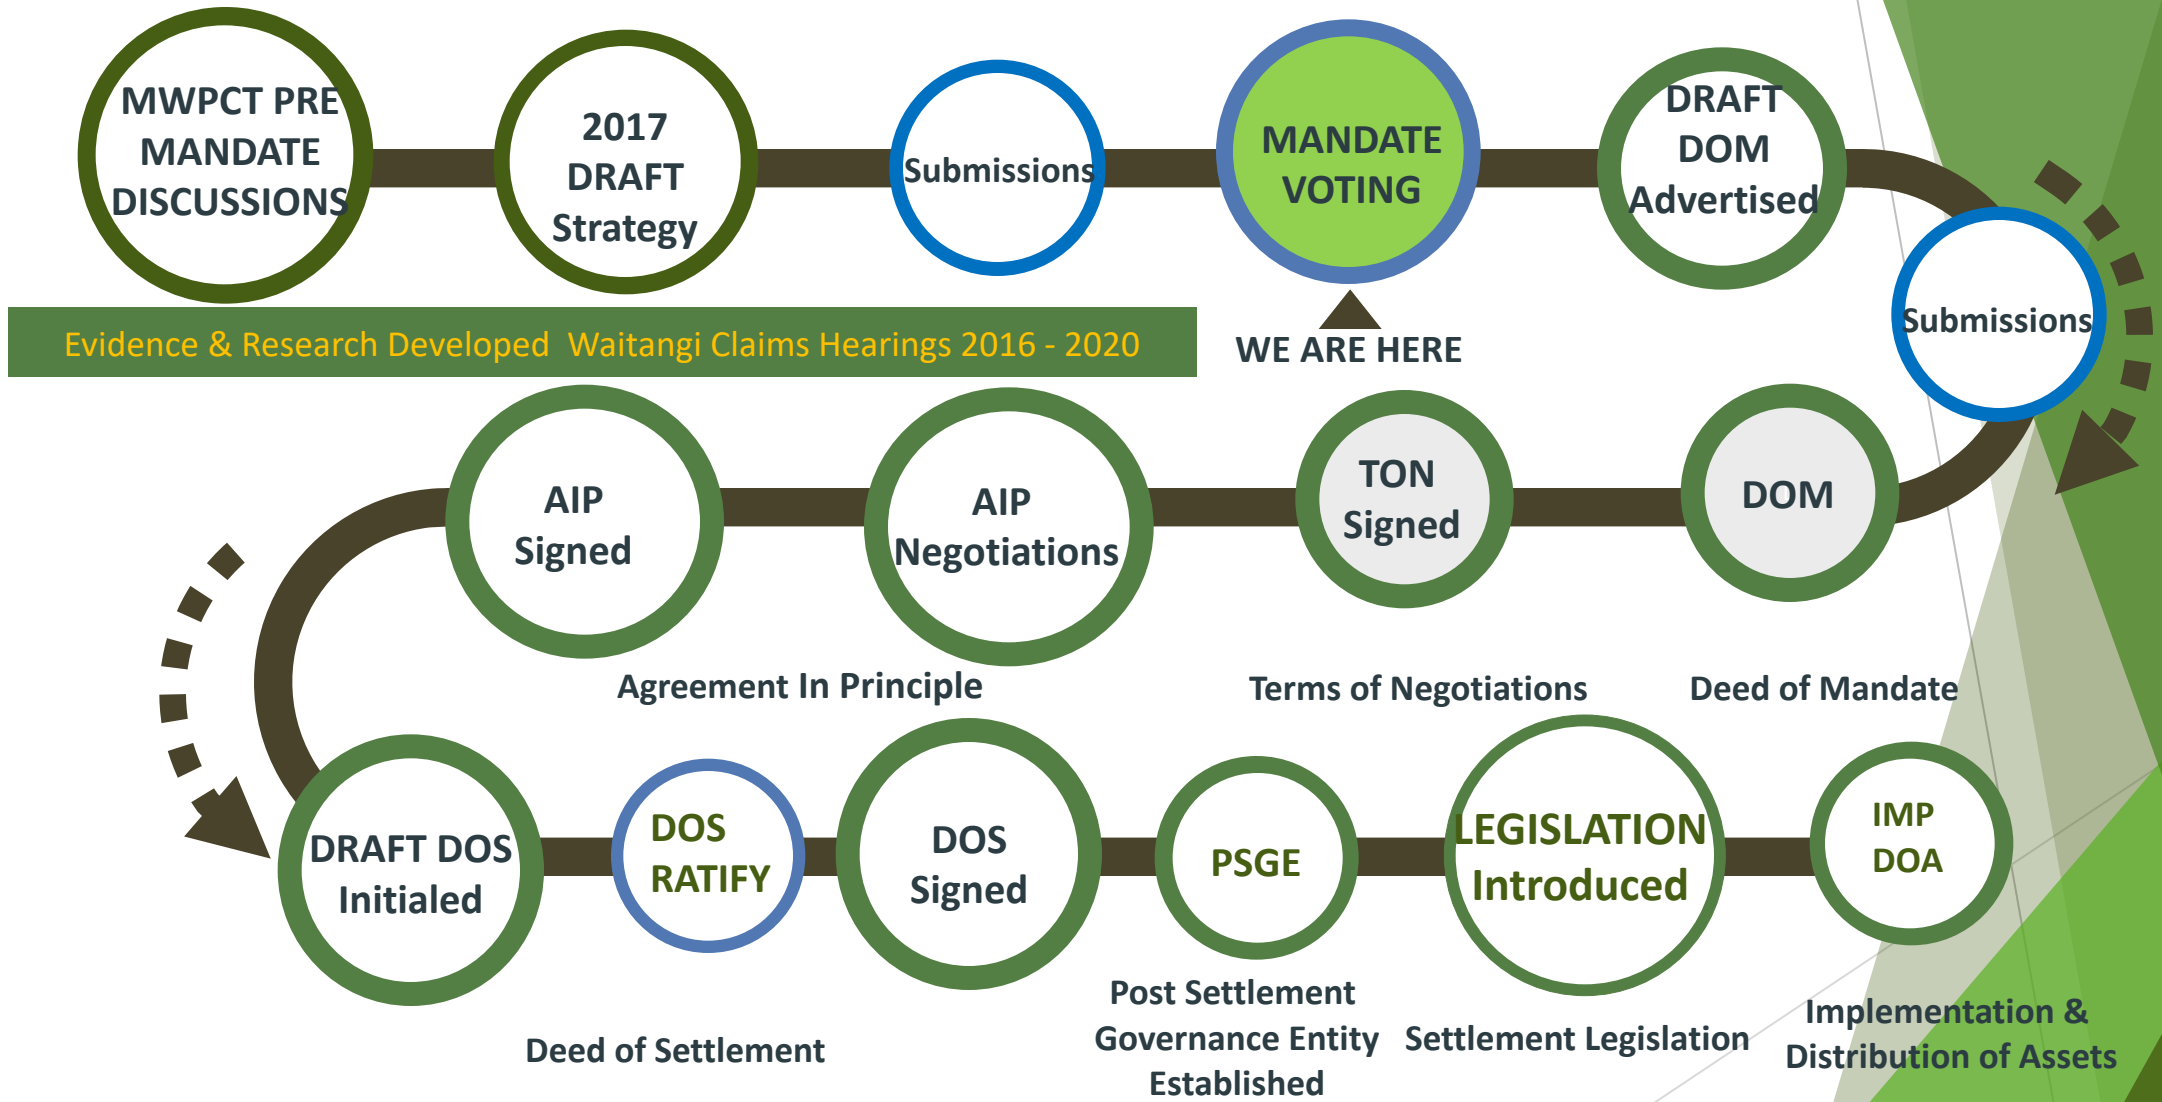 MWPCT PRE
MANDATE
DISCUSSIONS
2017
DRAFT
Strategy
Submissions
MANDATE
VOTING
DRAFT
DOM
Advertised
Submissions
Evidence & Research Developed  Waitangi Claims Hearings 2016 - 2020
WE ARE HERE
DOM
TON
Signed
AIP
Negotiations
AIP
Signed
Agreement In Principle
Terms of Negotiations
Deed of Mandate
DRAFT DOS
Initialed
DOS
RATIFY
DOS
Signed
PSGE
LEGISLATION
Introduced
IMP
DOA
Deed of Settlement
Post Settlement
Governance Entity
Established
Settlement Legislation
Implementation &
Distribution of Assets